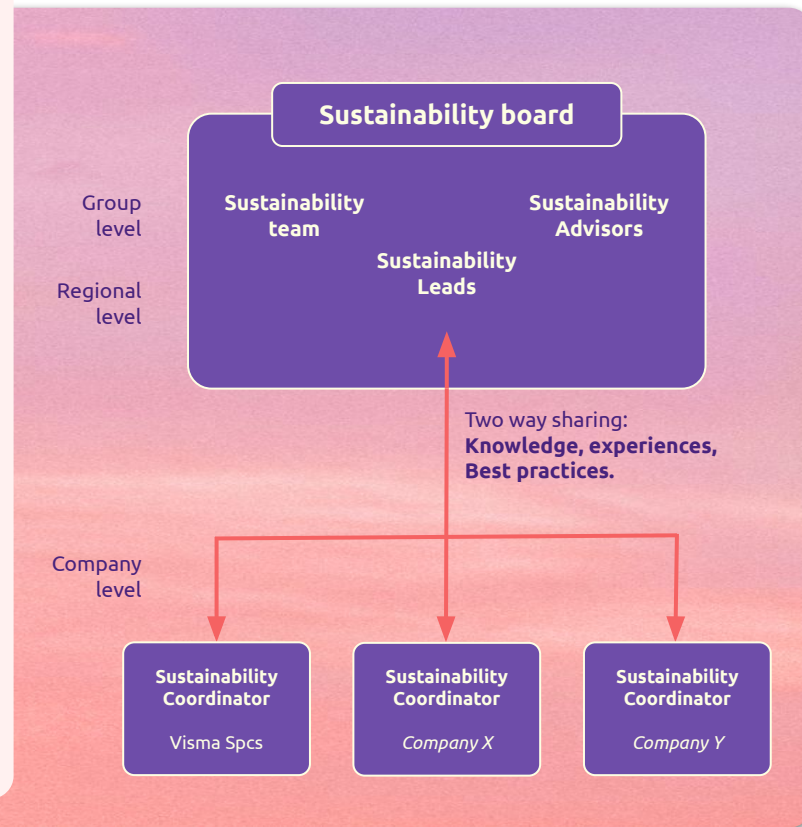 Sustainability board
Group
level
Sustainability
team
Sustainability
Advisors
Sustainability
Leads
Regional
level
Two way sharing:
Knowledge, experiences,
Best practices.
Company
level
Sustainability
Coordinator
Visma Spcs
Sustainability
Coordinator
Company X
Sustainability
Coordinator
Company Y